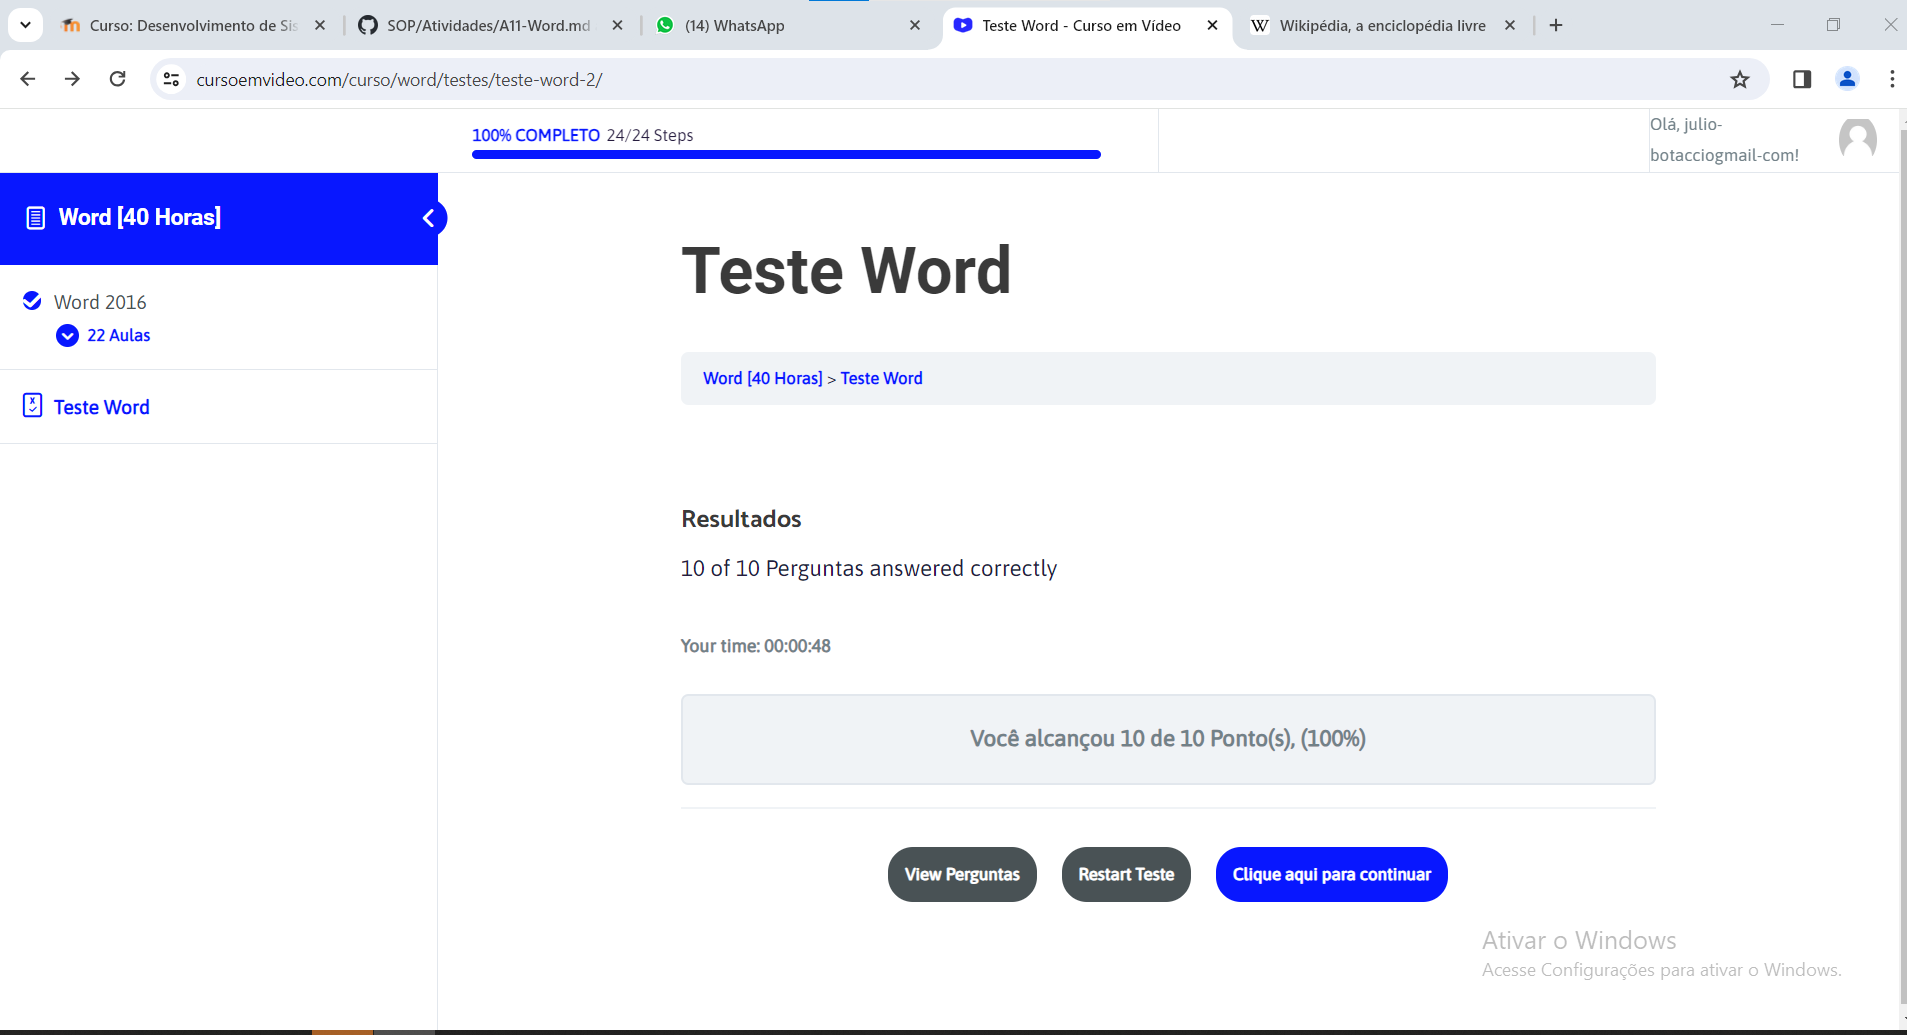 Curso: Desenvolvimento de Sis
SOP/Atividades/A11-Word.md
(14) WhatsApp
Teste Word - Curso em Vídeo
W Wikipédia, a enciclopédia livre
cursoemvideo.com/curso/word/testes/teste-word-2/
100% COMPLETO 24/24 Steps
Olá, julio-
botacciogmail-com!
Word [40 Horas]
Word 2016
22 Aulas
Teste Word
Teste Word
Word [40 Horas] > Teste Word
Resultados
10 of 10 Perguntas answered correctly
Your time: 00:00:48
Você alcançou 10 de 10 Ponto(s), (100%)
View Perguntas
Restart Teste
Clique aqui para continuar
Ativar o Windows
Acesse Configurações para ativar o Windows.